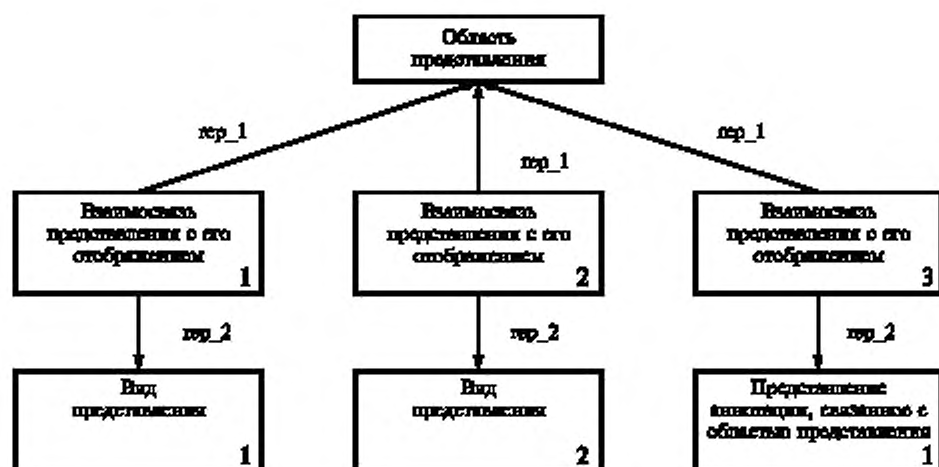 Область
представления
rep_1
rep_1
rep_1
Взаимосвязь
представления с его
отображением
1
Взаимосвязь
представления с его
отображением
2
Взаимосвязь
представления с его
отображением
3
rep_2
rep_2
rep_2
Вид
представления
1
Вид
представления
2
Представление
аннотации, связанное с
областью представления
1